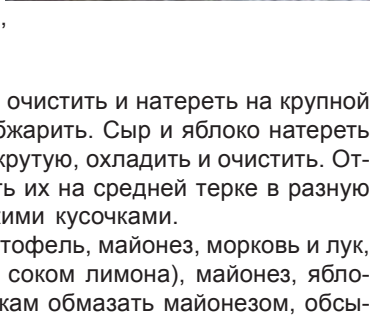 ,
очистить и натереть на крупной
бжарить. Сыр и яблоко натереть
крутую, охладить и очистить. От-
ть их на средней терке в разную
кими кусочками.
тофель, майонез, морковь и лук,
соком лимона), майонез, ябло-
кам обмазать майонезом, обсы-